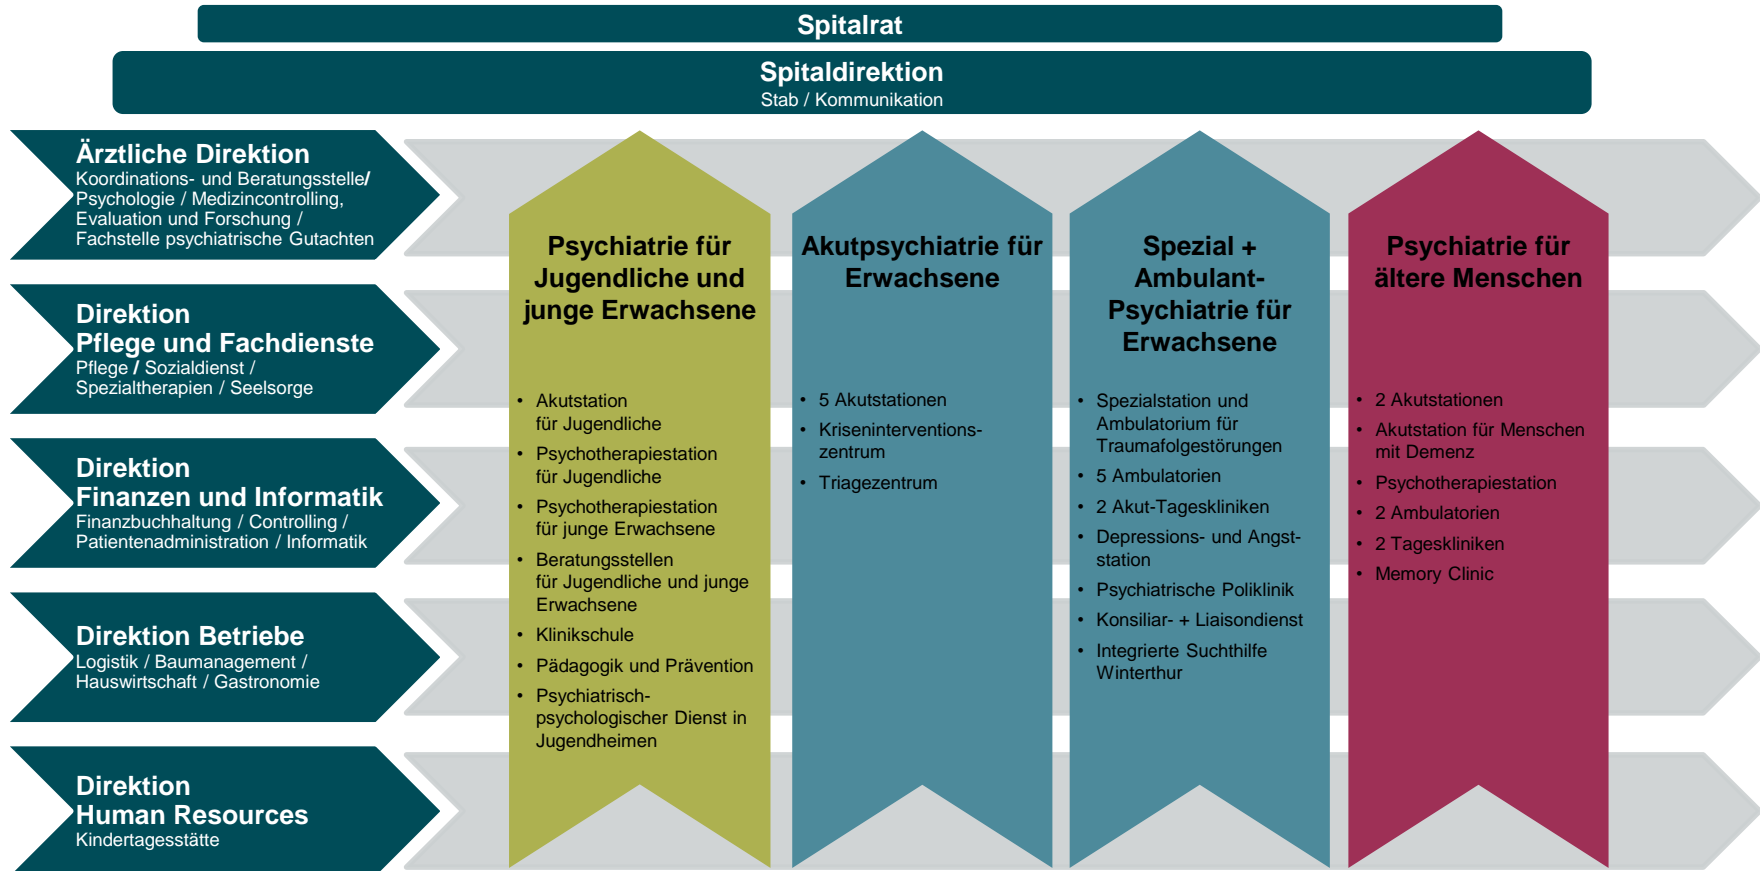 Spitalrat
Spitaldirektion
Stab / Kommunikation
Ärztliche Direktion
Koordinations- und Beratungsstelle/
Psychologie / Medizincontrolling,
Evaluation und Forschung /
Fachstelle psychiatrische Gutachten
Direktion
Pflege und Fachdienste
Pflege / Sozialdienst /
Spezialtherapien / Seelsorge
Direktion
Finanzen und Informatik
Finanzbuchhaltung / Controlling /
Patientenadministration / Informatik
Direktion Betriebe
Logistik / Baumanagement /
Hauswirtschaft / Gastronomie
Direktion
Human Resources
Kindertagesstätte
Psychiatrie für
Jugendliche und
junge Erwachsene
• Akutstation
für Jugendliche
• Psychotherapiestation
für Jugendliche
• Psychotherapiestation
für junge Erwachsene
• Beratungsstellen
für Jugendliche und junge
Erwachsene
• Klinikschule
• Pädagogik und Prävention
• Psychiatrisch-
psychologischer Dienst in
Jugendheimen
Akutpsychiatrie für
Erwachsene
• 5 Akutstationen
• Kriseninterventions-
zentrum
• Triagezentrum
Spezial +
Ambulant-
Psychiatrie für
Erwachsene
• Spezialstation und
Ambulatorium für
Traumafolgestörungen
• 5 Ambulatorien
• 2 Akut-Tageskliniken
• Depressions- und Angst-
station
• Psychiatrische Poliklinik
• Konsiliar- + Liaisondienst
• Integrierte Suchthilfe
Winterthur
Psychiatrie für
ältere Menschen
• 2 Akutstationen
• Akutstation für Menschen
mit Demenz
• Psychotherapiestation
• 2 Ambulatorien
• 2 Tageskliniken
• Memory Clinic